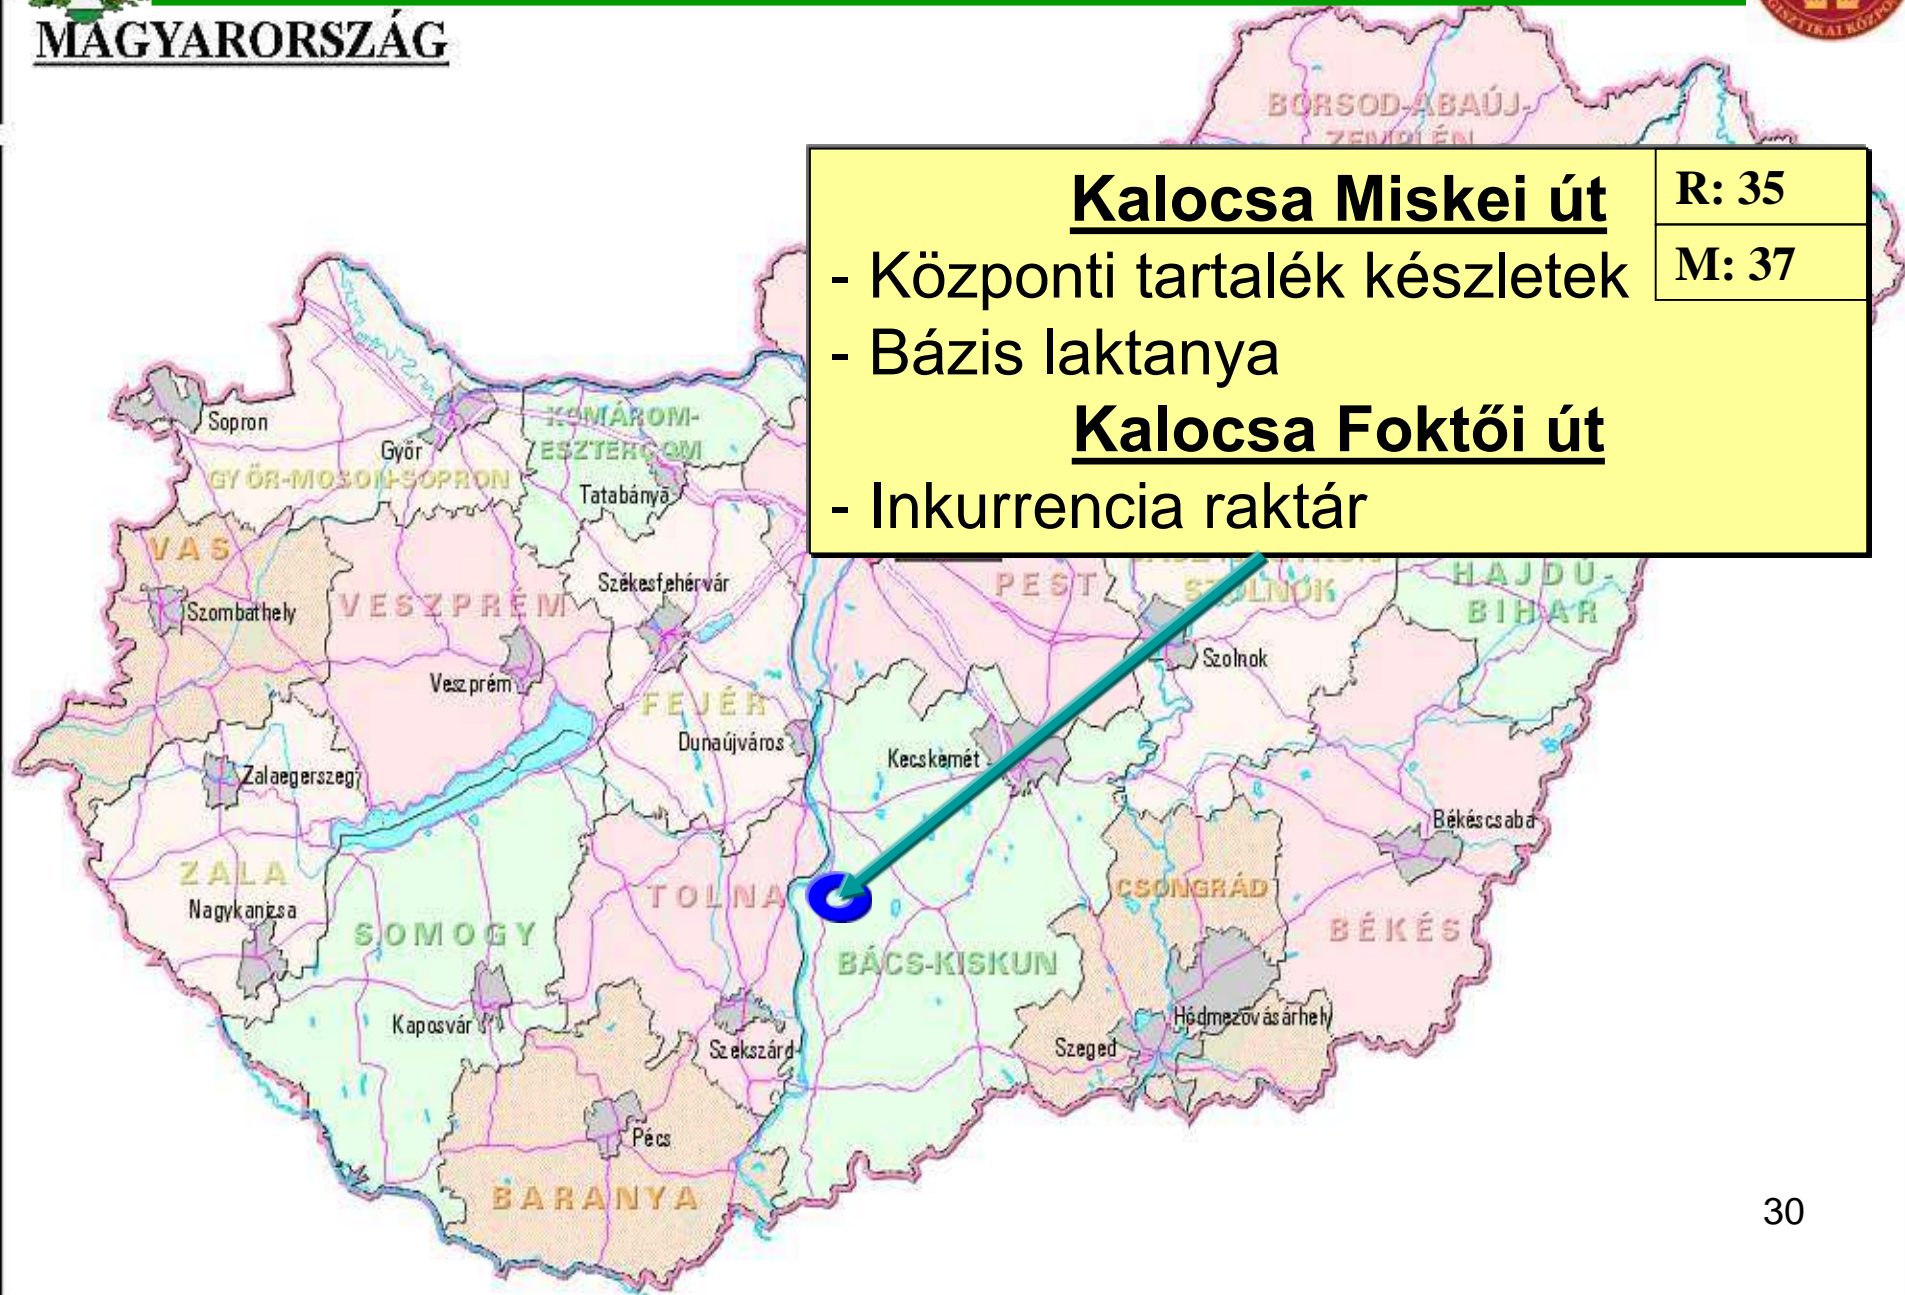 MAGYARORSZÁG
BORSOD-ABAÚJ-
ZEMPLÉN
Kalocsa Miskei út
R: 35
- Központi tartalék készletek
M: 37
- Bázis laktanya
Kalocsa Foktői út
- Inkurrencia raktár
Sopron
Győr
GYŐR-MOSON-SOPRON
KOMÁROM-
ESZTERGOM
Tatabánya
VAS
Szombathely
VESZPRÉM
Székesfehérvár
PEST
SZOLNOK
HAJDÚ-
BIHAR
Veszprém
FEJÉR
Szolnok
Dunaújváros
Kecskemét
Zalaegerszeg
Békéscsaba
ZALA
Nagykanizsa
SOMOGY
TOLNA
CSONGRÁD
BÉKÉS
BÁCS-KISKUN
Kaposvár
Szekszárd
Szeged
Hódmezővásárhely
Pécs
BARANYA
30